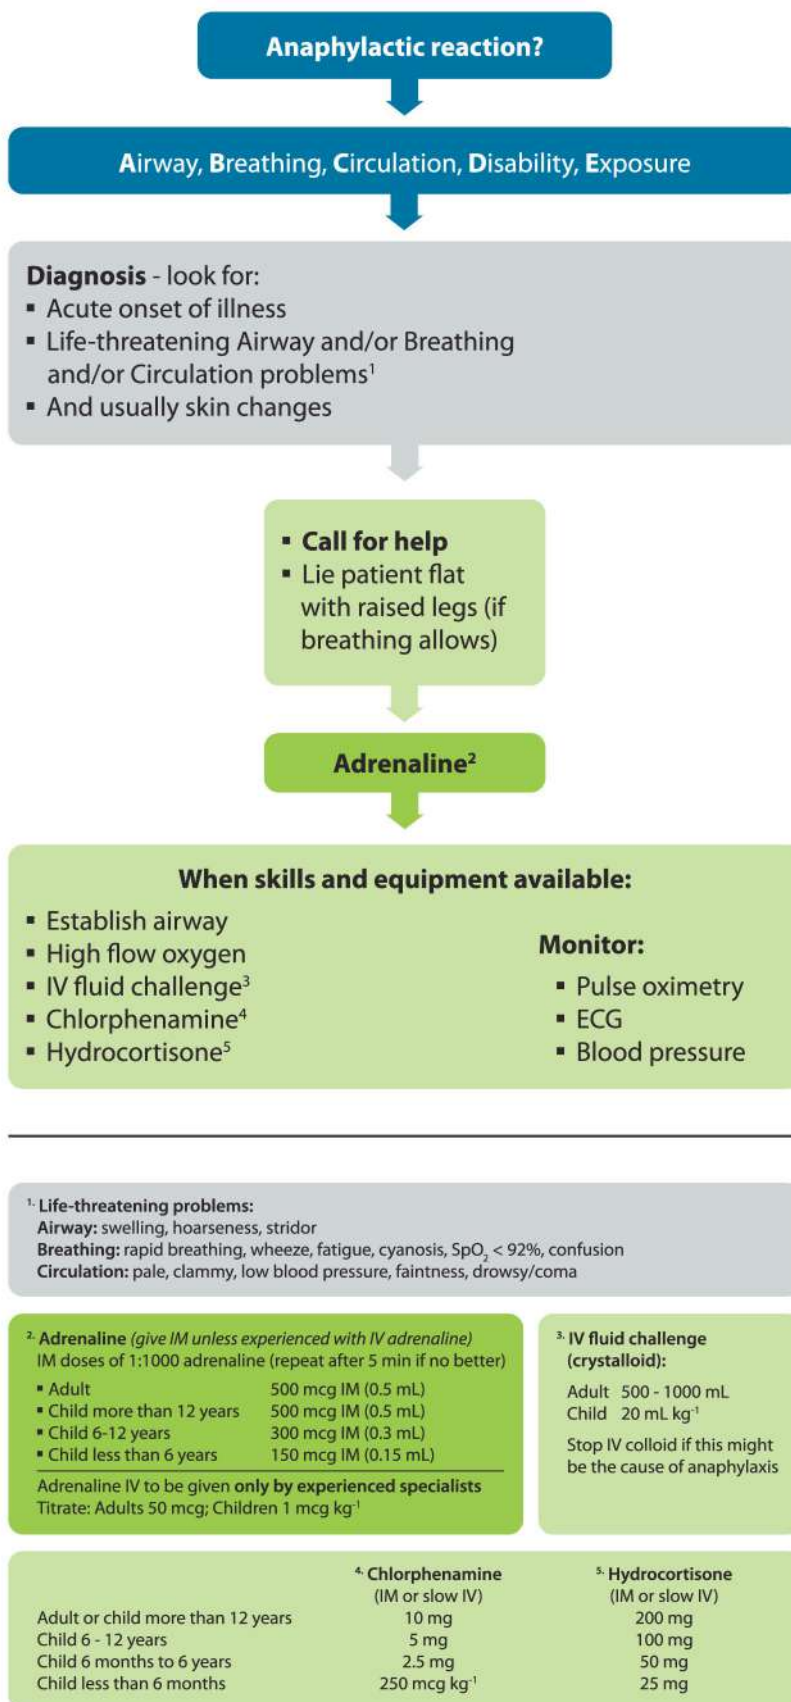 Anaphylactic reaction?
Airway, Breathing, Circulation, Disability, Exposure
Diagnosis - look for:
▪ Acute onset of illness
▪ Life-threatening Airway and/or Breathing
and/or Circulation problems¹
▪ And usually skin changes
▪ Call for help
▪ Lie patient flat
with raised legs (if
breathing allows)
Adrenaline²
When skills and equipment available:
▪ Establish airway
▪ High flow oxygen
▪ IV fluid challenge³
▪ Chlorphenamine⁴
▪ Hydrocortisone⁵
Monitor:
▪ Pulse oximetry
▪ ECG
▪ Blood pressure
¹· Life-threatening problems:
Airway: swelling, hoarseness, stridor
Breathing: rapid breathing, wheeze, fatigue, cyanosis, SpO₂ < 92%, confusion
Circulation: pale, clammy, low blood pressure, faintness, drowsy/coma
²· Adrenaline (give IM unless experienced with IV adrenaline)
IM doses of 1:1000 adrenaline (repeat after 5 min if no better)
▪ Adult 500 mcg IM (0.5 mL)
▪ Child more than 12 years 500 mcg IM (0.5 mL)
▪ Child 6-12 years 300 mcg IM (0.3 mL)
▪ Child less than 6 years 150 mcg IM (0.15 mL)
Adrenaline IV to be given only by experienced specialists
Titrate: Adults 50 mcg; Children 1 mcg kg⁻¹
³· IV fluid challenge
(crystalloid):
Adult 500 - 1000 mL
Child 20 mL kg⁻¹
Stop IV colloid if this might
be the cause of anaphylaxis
⁴· Chlorphenamine ⁵· Hydrocortisone
(IM or slow IV) (IM or slow IV)
Adult or child more than 12 years 10 mg 200 mg
Child 6 - 12 years 5 mg 100 mg
Child 6 months to 6 years 2.5 mg 50 mg
Child less than 6 months 250 mcg kg⁻¹ 25 mg